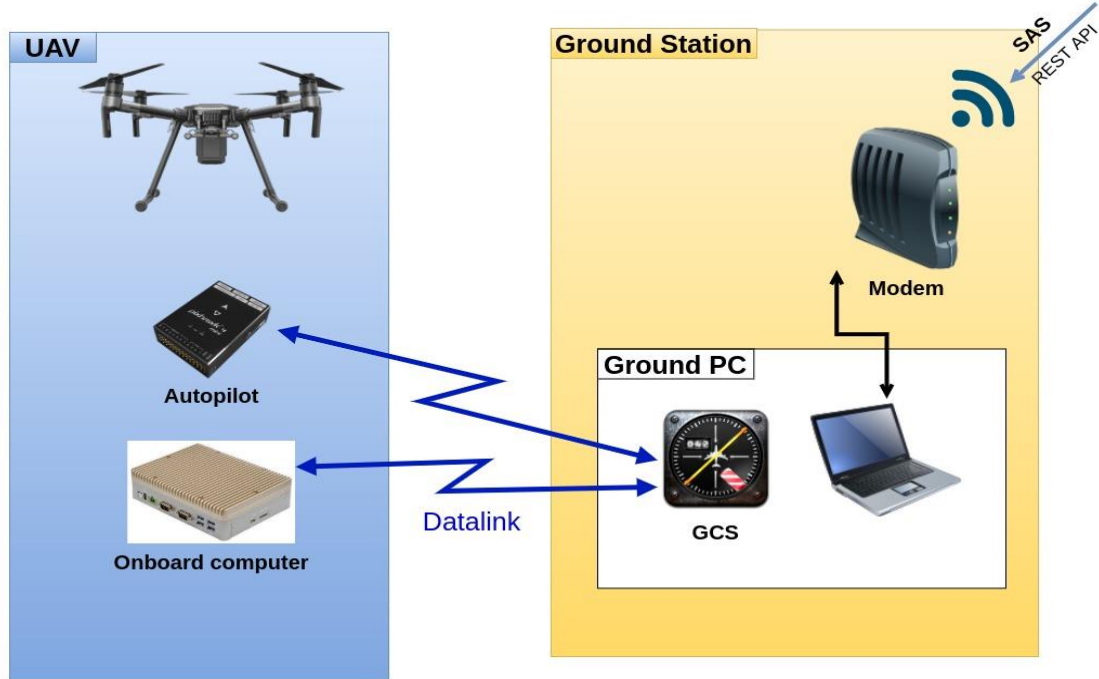 UAV
Ground Station
SAS
REST API
Modem
Autopilot
Ground PC
Onboard computer
Datalink
GCS